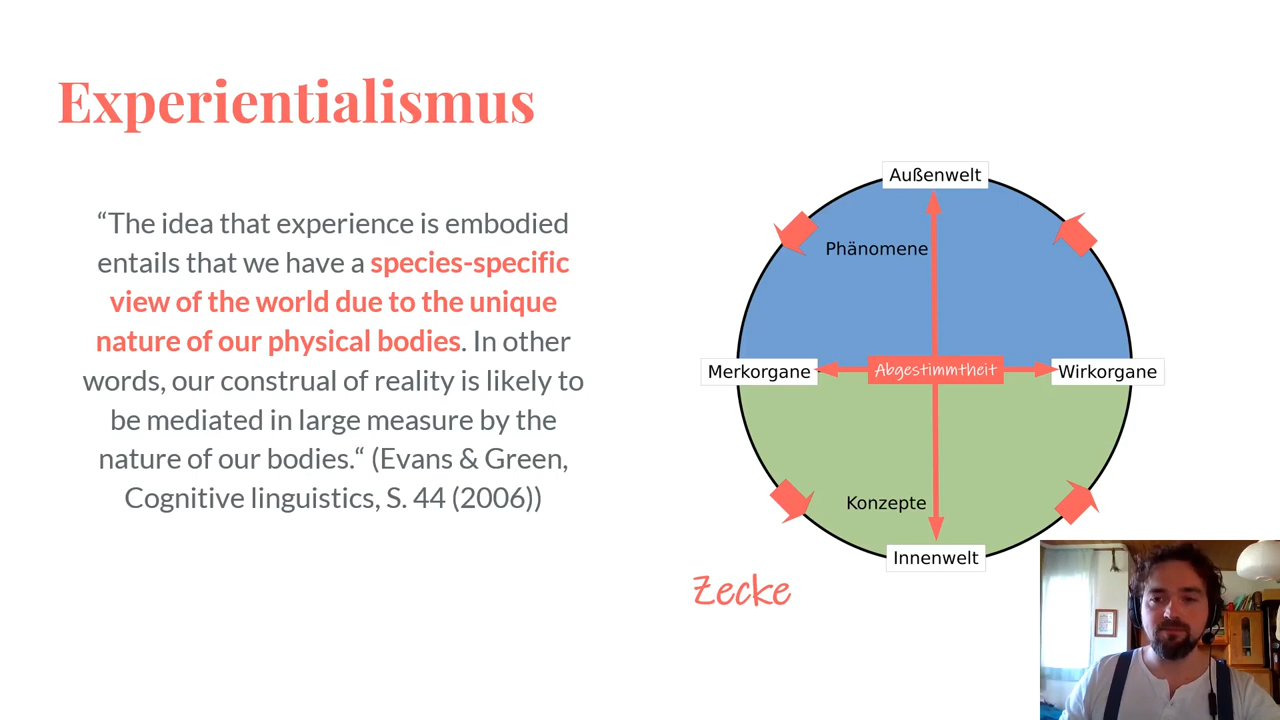 Experientialismus
“The idea that experience is embodied
entails that we have a species-specific
view of the world due to the unique
nature of our physical bodies. In other
words, our construal of reality is likely to
be mediated in large measure by the
nature of our bodies.“ (Evans & Green,
Cognitive linguistics, S. 44 (2006))
Außenwelt
Phänomene
Merkorgane
Abgestimmtheit
Wirkorgane
Konzepte
Innenwelt
Zecke